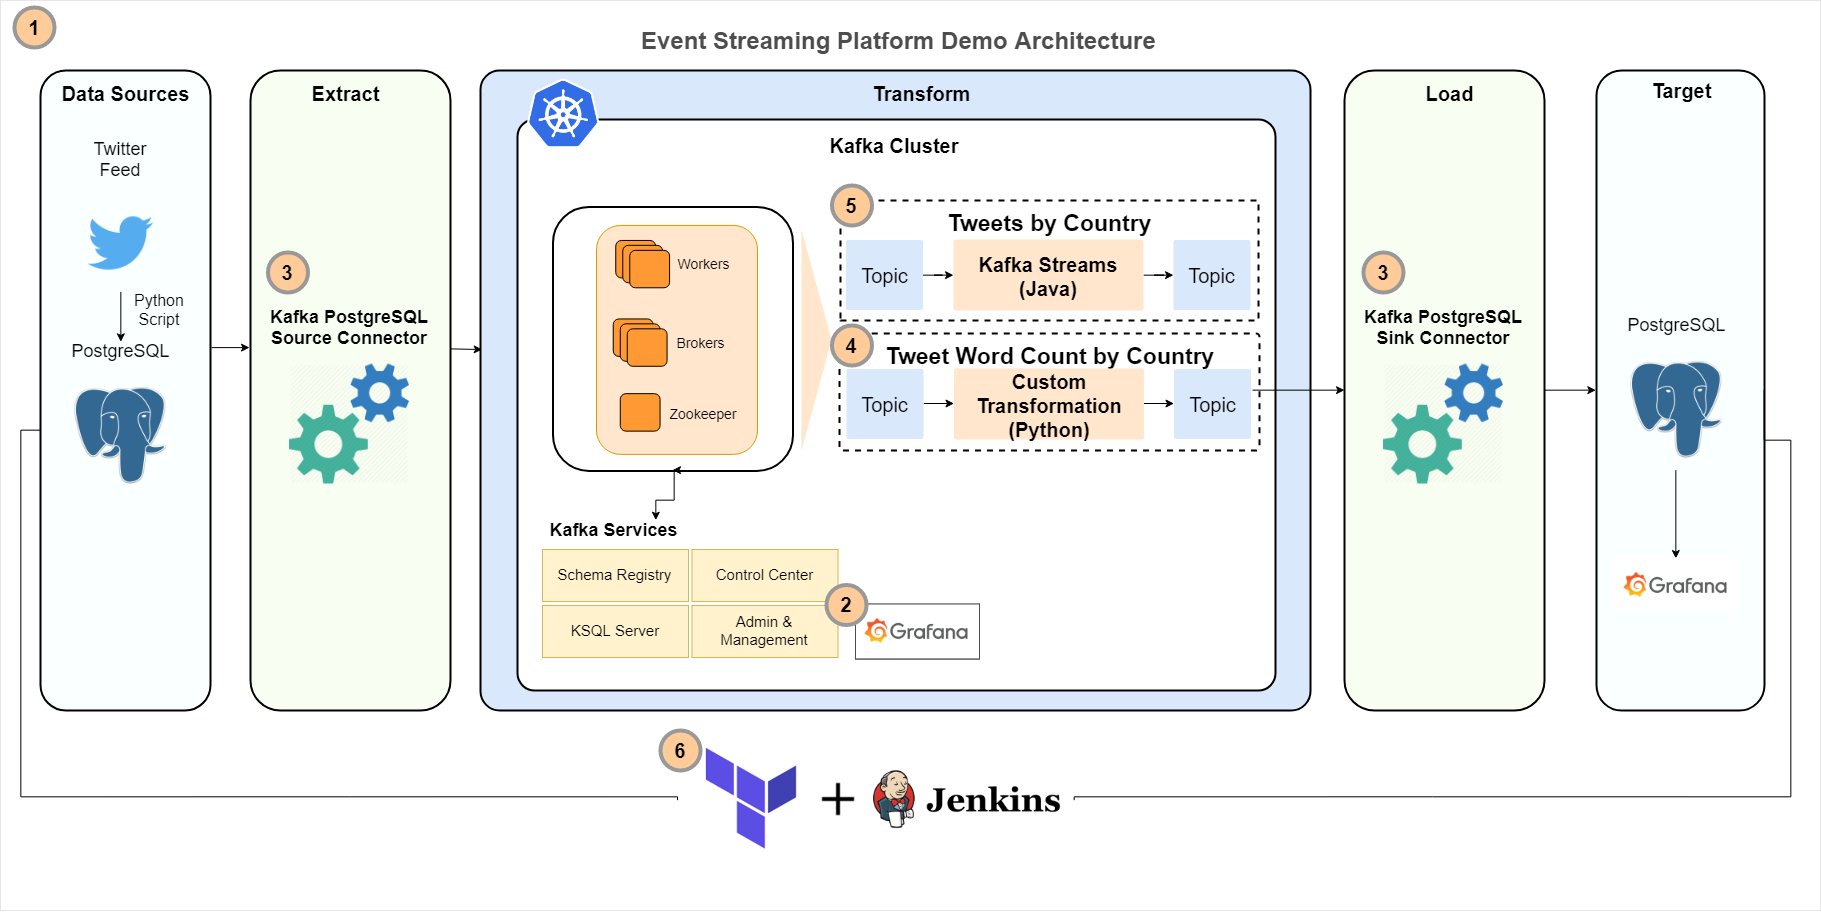 1
Event Streaming Platform Demo Architecture
Data Sources
Twitter
Feed
Python
Script
PostgreSQL
Extract
3
Kafka PostgreSQL
Source Connector
Transform
Kafka Cluster
Workers
Brokers
Zookeeper
5
Tweets by Country
Topic
Kafka Streams
(Java)
Topic
4
Tweet Word Count by Country
Topic
Custom
Transformation
(Python)
Topic
Kafka Services
Schema Registry
Control Center
KSQL Server
Admin &
Management
2
Grafana
Load
3
Kafka PostgreSQL
Sink Connector
Target
PostgreSQL
Grafana
6
+
Jenkins